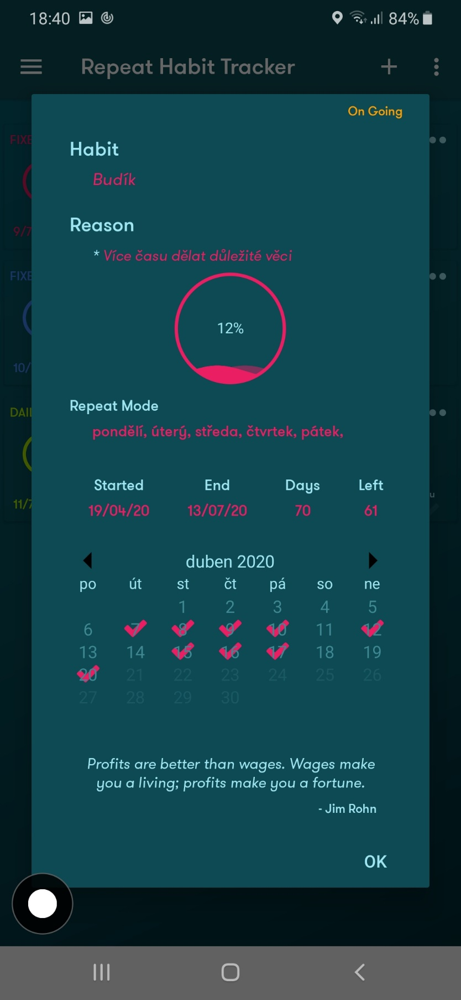 18:40 84%
Repeat Habit Tracker
On Going
FIXE
Habit
Budík
9/7
Reason
* Více času dělat důležité věci
FIXE
12%
10/
Repeat Mode
DAIL
pondělí, úterý, středa, čtvrtek, pátek,
Started End Days Left
u
11/7
19/04/20 13/07/20 70 61
duben 2020
po út st čt pá so ne
1 2 3 4 5
6 7 8 9 10 11 12
13 14 15 16 17 18 19
20 21 22 23 24 25 26
27 28 29 30
Profits are better than wages. Wages make
you a living; profits make you a fortune.
- Jim Rohn
OK